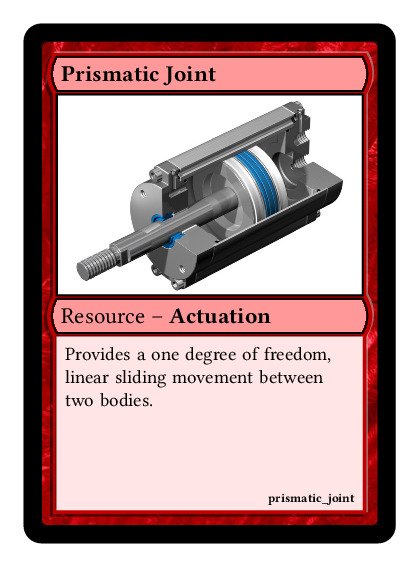 Prismatic Joint
Resource – Actuation
Provides a one degree of freedom,
linear sliding movement between
two bodies.
prismatic_joint